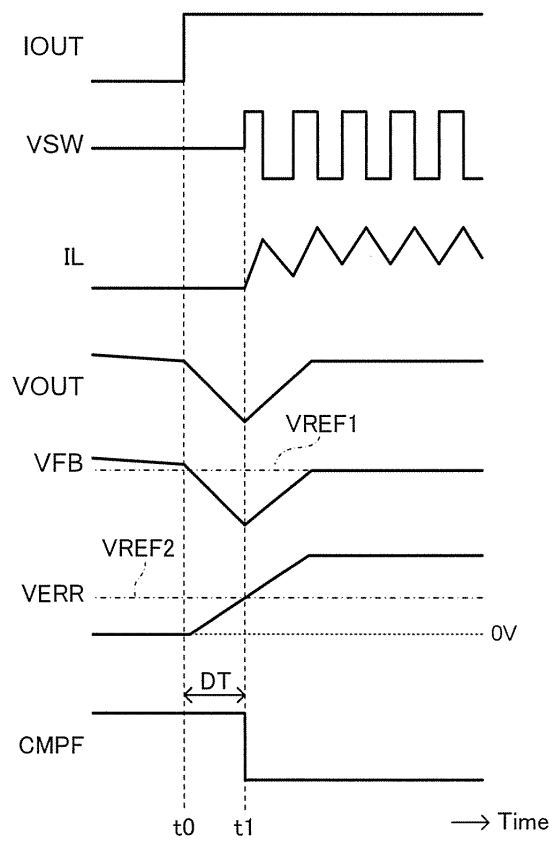 IOUT
VSW
IL
VOUT
VREF1
VFB
VREF2
VERR
0V
DT
CMPF
t0 t1
Time